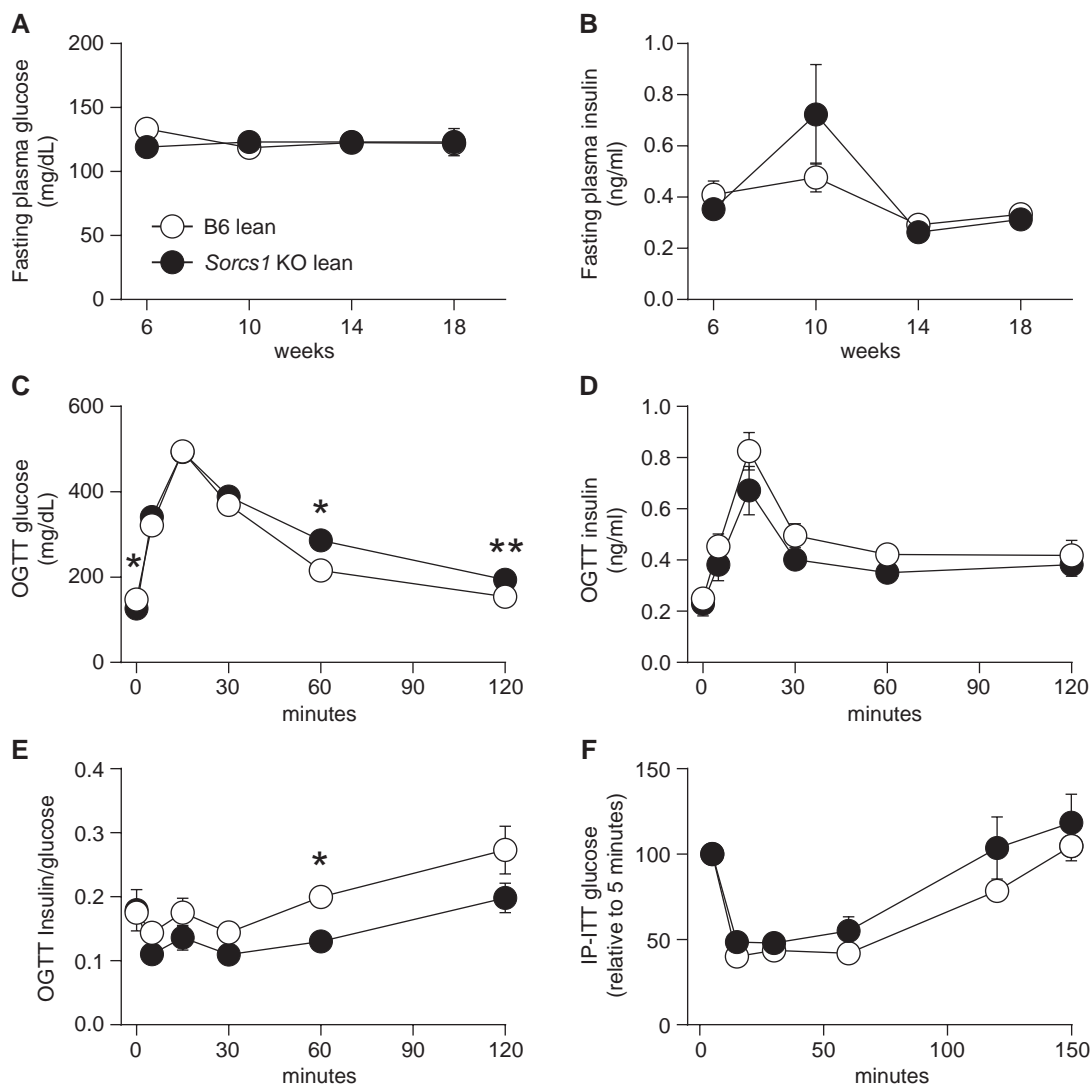 A
Fasting plasma glucose
(mg/dL)
200
150
100
50
0
B6 lean
Sorcs1 KO lean
6 10 14 18
weeks
B
Fasting plasma insulin
(ng/ml)
1.0
0.8
0.6
0.4
0.2
0.0
6 10 14 18
weeks
C
OGTT glucose
(mg/dL)
600
400
200
0
*
*
**
0 30 60 90 120
minutes
D
OGTT insulin
(ng/ml)
1.0
0.8
0.6
0.4
0.2
0.0
0 30 60 90 120
minutes
E
OGTT Insulin/glucose
0.4
0.3
0.2
0.1
0.0
*
0 30 60 90 120
minutes
F
IP-ITT glucose
(relative to 5 minutes)
150
100
50
0
0 50 100 150
minutes